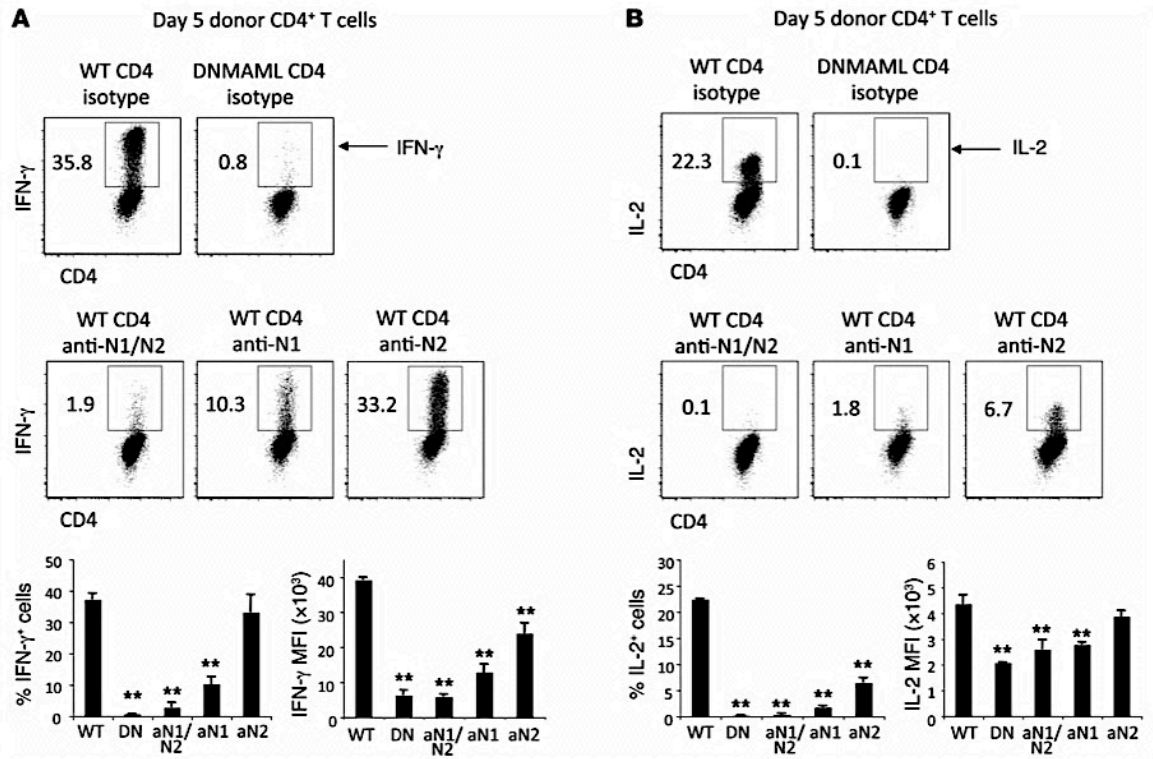 A
Day 5 donor CD4⁺ T cells
WT CD4
isotype
DNMAML CD4
isotype
IFN-γ
35.8
0.8
IFN-γ
CD4
WT CD4
anti-N1/N2
WT CD4
anti-N1
WT CD4
anti-N2
IFN-γ
1.9
10.3
33.2
CD4
% IFN-γ⁺ cells
50
40
30
20
10
0
**
**
**
WT
DN
aN1/
N2
aN1
aN2
IFN-γ MFI (×10³)
40
30
20
10
0
**
**
**
**
WT
DN
aN1/
N2
aN1
aN2
B
Day 5 donor CD4⁺ T cells
WT CD4
isotype
DNMAML CD4
isotype
IL-2
22.3
0.1
IL-2
CD4
WT CD4
anti-N1/N2
WT CD4
anti-N1
WT CD4
anti-N2
IL-2
0.1
1.8
6.7
CD4
% IL-2⁺ cells
30
25
20
15
10
5
0
**
**
**
**
WT
DN
aN1/
N2
aN1
aN2
IL-2 MFI (×10³)
6
5
4
3
2
1
0
**
**
**
WT
DN
aN1/
N2
aN1
aN2